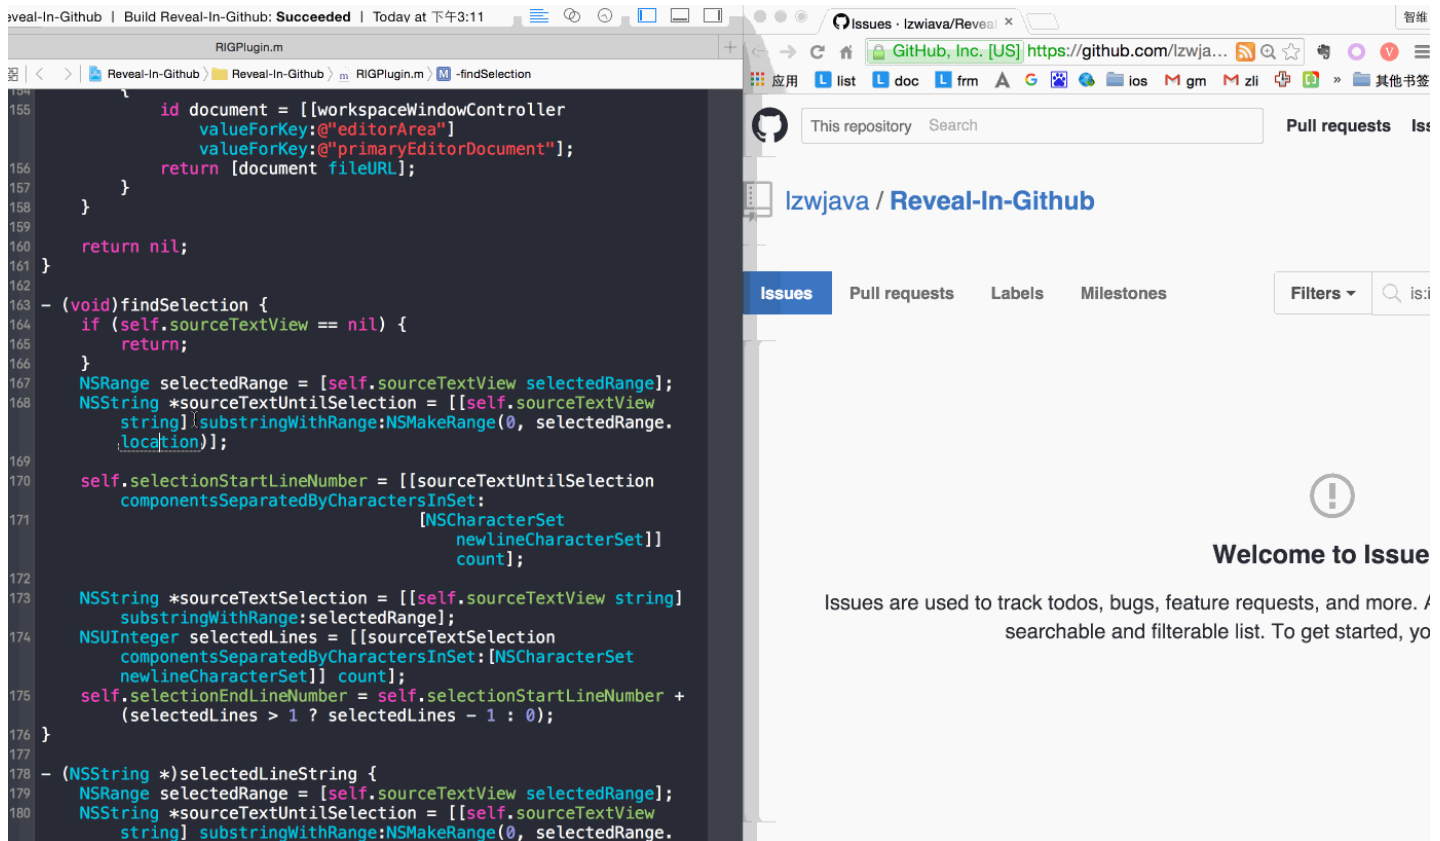 eveal-In-Github | Build Reveal-In-Github: Succeeded | Today at 下午3:11
RIGPlugin.m
Reveal-In-Github 〉 Reveal-In-Github 〉 m RIGPlugin.m 〉 M -findSelection
154 {
155 id document = [[workspaceWindowController
valueForKey:@"editorArea"]
valueForKey:@"primaryEditorDocument"];
156 return [document fileURL];
157 }
158 }
159
160 return nil;
161 }
162
163 - (void)findSelection {
164 if (self.sourceTextView == nil) {
165 return;
166 }
167 NSRange selectedRange = [self.sourceTextView selectedRange];
168 NSString *sourceTextUntilSelection = [[self.sourceTextView
string] substringWithRange:NSMakeRange(0, selectedRange.
location)];
169
170 self.selectionStartLineNumber = [[sourceTextUntilSelection
componentsSeparatedByCharactersInSet:
171 [NSCharacterSet
newlineCharacterSet]]
count];
172
173 NSString *sourceTextSelection = [[self.sourceTextView string]
substringWithRange:selectedRange];
174 NSUInteger selectedLines = [[sourceTextSelection
componentsSeparatedByCharactersInSet:[NSCharacterSet
newlineCharacterSet]] count];
175 self.selectionEndLineNumber = self.selectionStartLineNumber +
(selectedLines > 1 ? selectedLines - 1 : 0);
176 }
177
178 - (NSString *)selectedLineString {
179 NSRange selectedRange = [self.sourceTextView selectedRange];
180 NSString *sourceTextUntilSelection = [[self.sourceTextView
string] substringWithRange:NSMakeRange(0, selectedRange.
Issues · lzwjava/Reveal × 智维
GitHub, Inc. [US] https://github.com/lzwja...
应用 L list L doc L frm G ios gm zli » 其他书签
This repository Search Pull requests Iss
lzwjava / Reveal-In-Github
Issues Pull requests Labels Milestones Filters is:i
Welcome to Issue
Issues are used to track todos, bugs, feature requests, and more. A
searchable and filterable list. To get started, yo